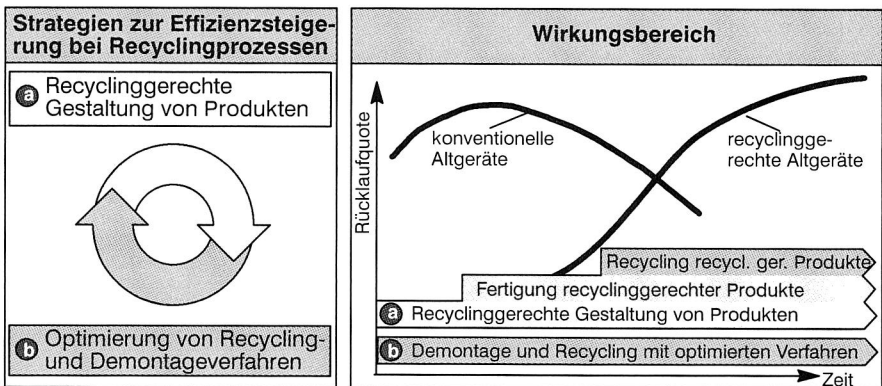 Strategien zur Effizienzsteige-
rung bei Recyclingprozessen
a Recyclinggerechte
Gestaltung von Produkten
b Optimierung von Recycling-
und Demontageverfahren
Wirkungsbereich
Rücklaufquote
konventionelle
Altgeräte
recyclingge-
rechte Altgeräte
Recycling recycl. ger. Produkte
Fertigung recyclinggerechter Produkte
a Recyclinggerechte Gestaltung von Produkten
b Demontage und Recycling mit optimierten Verfahren
Zeit